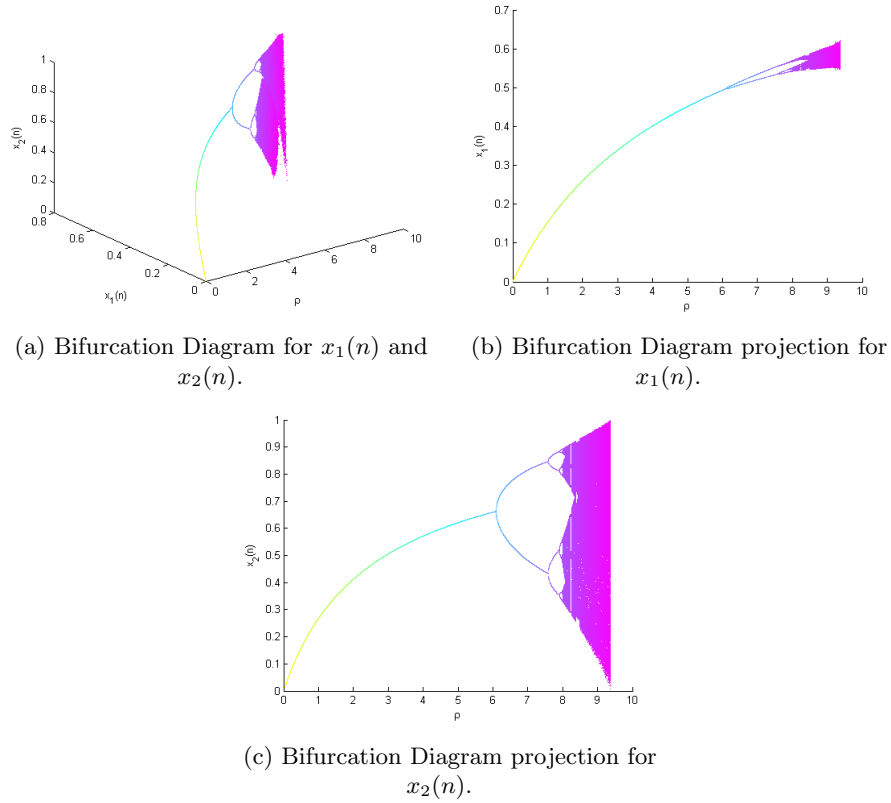 1
0.8
0.6
0.4
0.2
0
x₂(n)
0.8
0.6
0.4
0.2
0
x₁(n)
0
2
4
6
8
10
ρ
(a) Bifurcation Diagram for x₁(n) and
x₂(n).
0.7
0.6
0.5
0.4
0.3
0.2
0.1
0
x₁(n)
0 1 2 3 4 5 6 7 8 9 10
ρ
(b) Bifurcation Diagram projection for
x₁(n).
1
0.9
0.8
0.7
0.6
0.5
0.4
0.3
0.2
0.1
0
x₂(n)
0 1 2 3 4 5 6 7 8 9 10
ρ
(c) Bifurcation Diagram projection for
x₂(n).